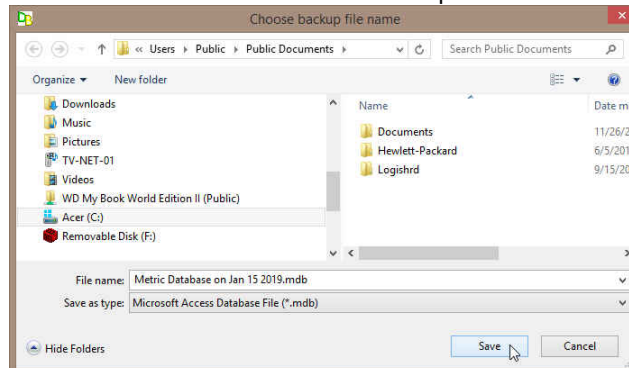 Choose backup file name
« Users Public Public Documents Search Public Documents
Organize New folder
Downloads
Music
Pictures
TV-NET-01
Videos
WD My Book World Edition II (Public)
Acer (C:)
Removable Disk (F:)
Name Date m
Documents 11/26/2
Hewlett-Packard 6/5/201
Logishrd 9/15/20
File name: Metric Database on Jan 15 2019.mdb
Save as type: Microsoft Access Database File (*.mdb)
Hide Folders Save Cancel